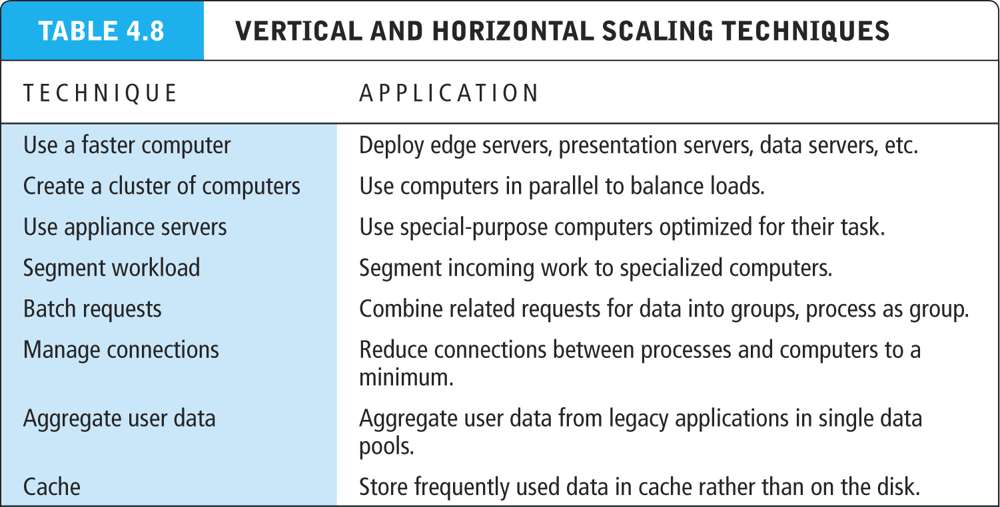 TABLE 4.8 VERTICAL AND HORIZONTAL SCALING TECHNIQUES
TECHNIQUE APPLICATION
Use a faster computer Deploy edge servers, presentation servers, data servers, etc.
Create a cluster of computers Use computers in parallel to balance loads.
Use appliance servers Use special-purpose computers optimized for their task.
Segment workload Segment incoming work to specialized computers.
Batch requests Combine related requests for data into groups, process as group.
Manage connections Reduce connections between processes and computers to a
minimum.
Aggregate user data Aggregate user data from legacy applications in single data
pools.
Cache Store frequently used data in cache rather than on the disk.